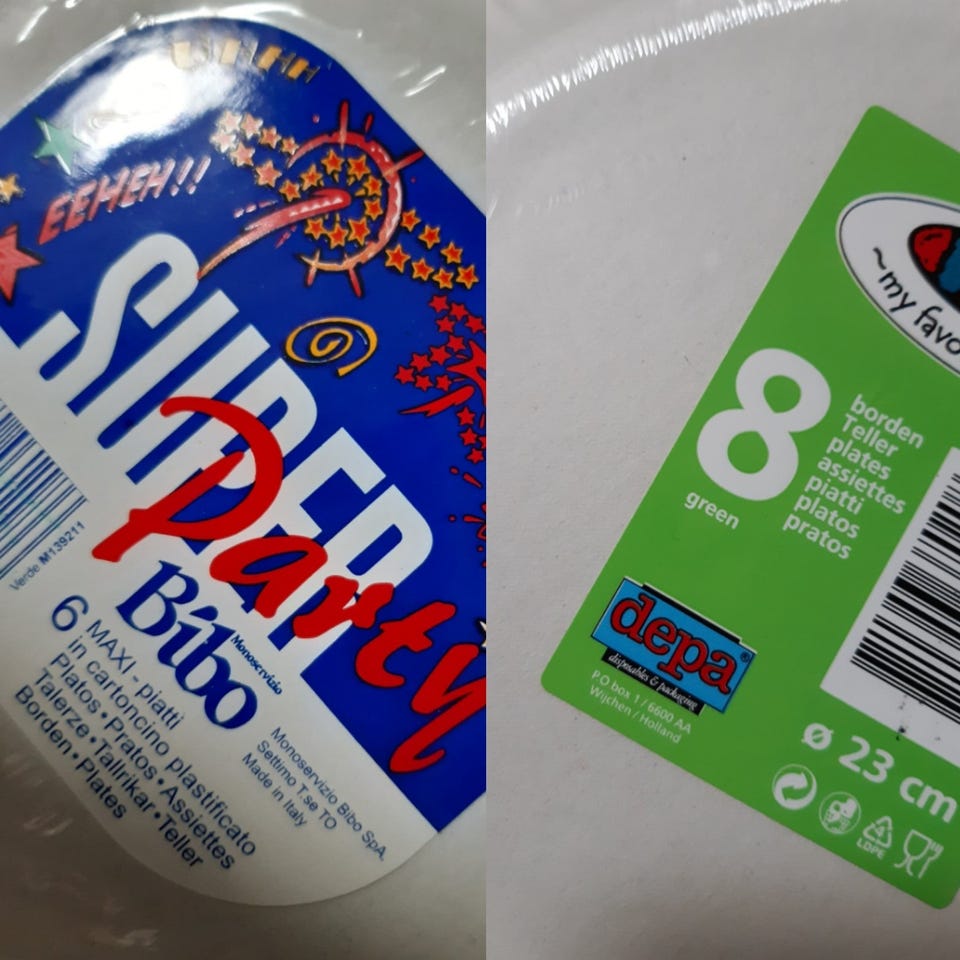 EEHEH!!
SUPER
Party
Verde M139211
Bibo
Monoservizio
6 MAXI - piatti
in cartoncino plastificato
Platos • Pratos • Assiettes
Talerze • Tallrikar • Teller
Borden • Plates
Monoservizio Bibo SpA,
Settimo T.se TO
Made in Italy
~my favo
8
borden
Teller
plates
assiettes
piatti
platos
pratos
green
depa®
disposables & packaging
P.O box 1 / 6600 AA
Wijchen / Holland
ø 23 cm
LDPE